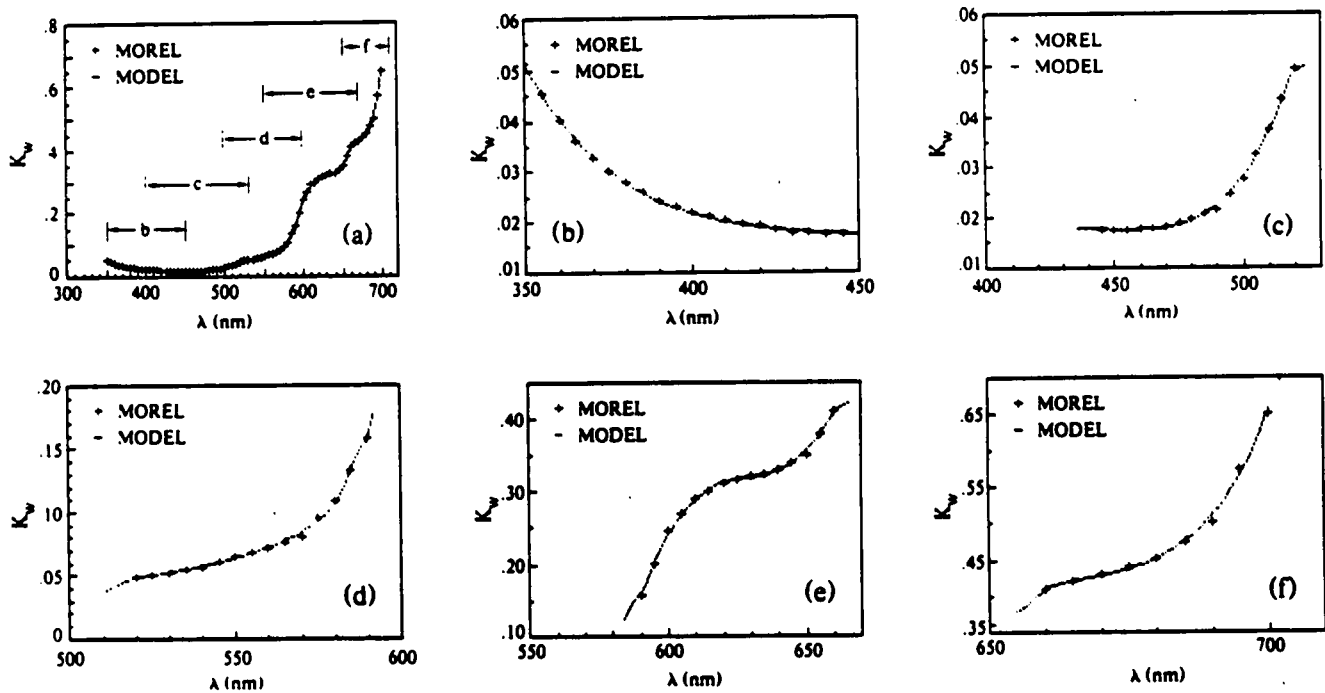 .8
.6
.4
.2
0
K_w
+ MOREL
– MODEL
f
e
d
c
b
(a)
300 400 500 600 700
λ (nm)
.06
.05
.04
.03
.02
.01
K_w
+ MOREL
– MODEL
(b)
350 400 450
λ (nm)
.06
.05
.04
.03
.02
.01
K_w
+ MOREL
– MODEL
(c)
400 450 500
λ (nm)
.20
.15
.10
.05
0
K_w
+ MOREL
– MODEL
(d)
500 550 600
λ (nm)
.40
.30
.20
.10
K_w
+ MOREL
– MODEL
(e)
550 600 650
λ (nm)
.65
.55
.45
.35
K_w
+ MOREL
– MODEL
(f)
650 700
λ (nm)